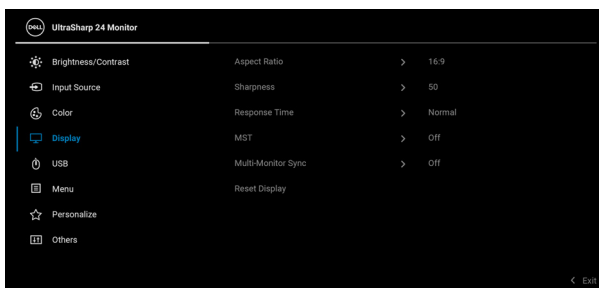 DELL UltraSharp 24 Monitor
Brightness/Contrast Aspect Ratio > 16:9
Input Source Sharpness > 50
Color Response Time > Normal
Display MST > Off
USB Multi-Monitor Sync > Off
Menu Reset Display
Personalize
Others
< Exit